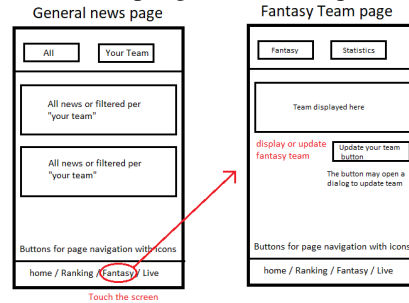 General news page
All
Your Team
All news or filtered per
"your team"
All news or filtered per
"your team"
Buttons for page navigation with icons
home / Ranking / Fantasy / Live
Touch the screen
Fantasy Team page
Fantasy
Statistics
Team displayed here
display or update
fantasy team
Update your team
button
The button may open a
dialog to update team
Buttons for page navigation with icons
home / Ranking / Fantasy / Live